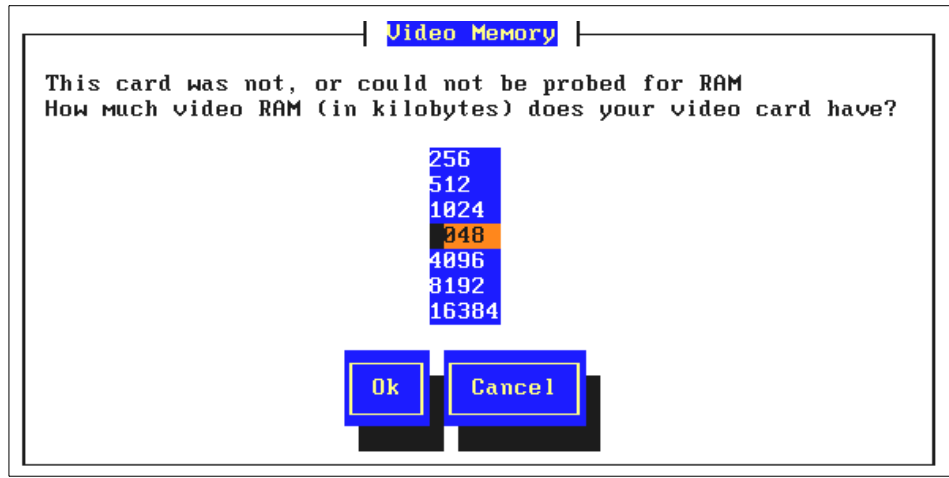 Video Memory
This card was not, or could not be probed for RAM
How much video RAM (in kilobytes) does your video card have?
256
512
1024
048
4096
8192
16384
Ok
Cancel